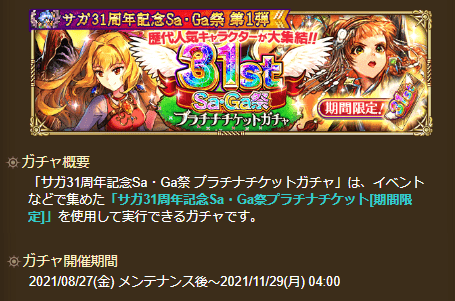 サガ31周年記念Sa・Ga祭 第1弾
歴代人気キャラクターが大集結!!
31st
Sa・Ga祭
プラチナチケットガチャ
期間限定!
ガチャ概要
「サガ31周年記念Sa・Ga祭 プラチナチケットガチャ」は、イベント
などで集めた「サガ31周年記念Sa・Ga祭プラチナチケット[期間限
定]」を使用して実行できるガチャです。
ガチャ開催期間
2021/08/27(金) メンテナンス後～2021/11/29(月) 04:00